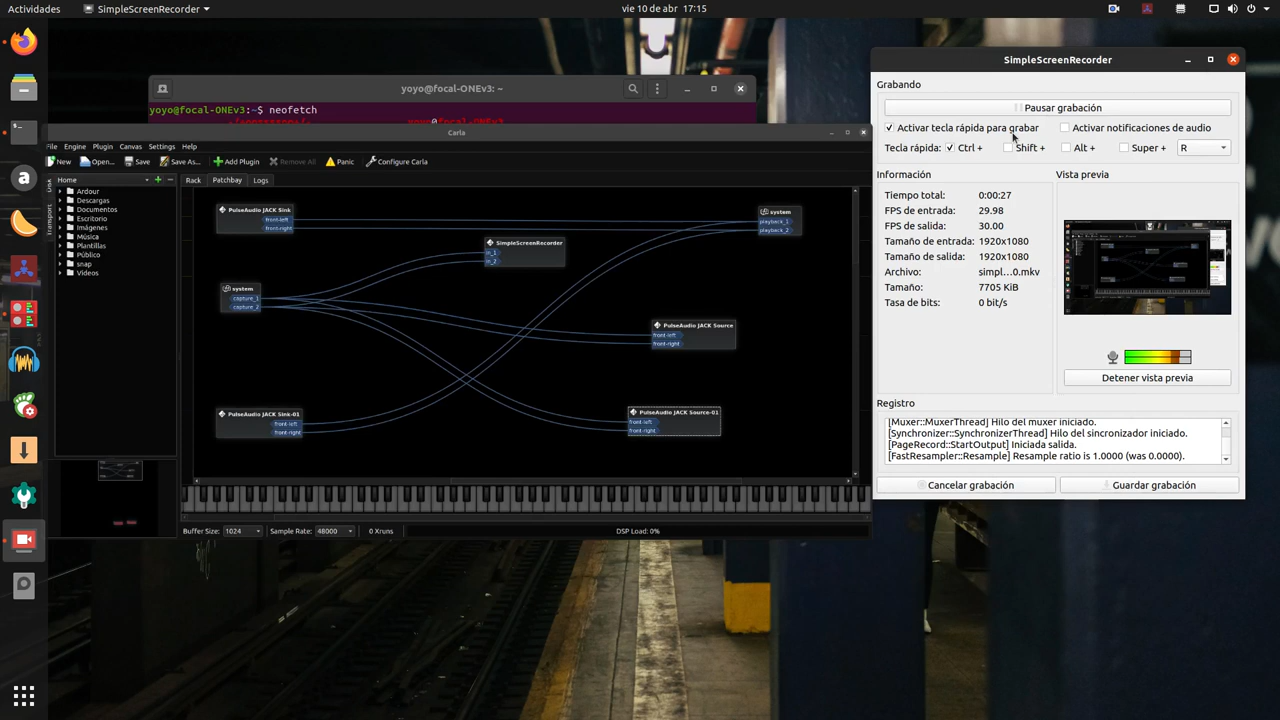 Actividades
SimpleScreenRecorder
vie 10 de abr 17:15
yoyo@focal-ONEv3: ~
yoyo@focal-ONEv3:~$ neofetch
Carla
File Engine Plugin Canvas Settings Help
New Open... Save Save As... Add Plugin Remove All Panic Configure Carla
Disk
Transport
Home
Ardour
Descargas
Documentos
Escritorio
Imágenes
Música
Plantillas
Público
snap
Vídeos
Rack Patchbay Logs
PulseAudio JACK Sink
front-left
front-right
system
playback_1
playback_2
SimpleScreenRecorder
in_1
in_2
system
capture_1
capture_2
PulseAudio JACK Source
front-left
front-right
PulseAudio JACK Sink-01
front-left
front-right
PulseAudio JACK Source-01
front-left
front-right
Buffer Size: 1024 Sample Rate: 48000 0 Xruns DSP Load: 0%
SimpleScreenRecorder
Grabando
Pausar grabación
Activar tecla rápida para grabar Activar notificaciones de audio
Tecla rápida: Ctrl + Shift + Alt + Super + R
Información
Tiempo total: 0:00:27
FPS de entrada: 29.98
FPS de salida: 30.00
Tamaño de entrada: 1920x1080
Tamaño de salida: 1920x1080
Archivo: simpl...0.mkv
Tamaño: 7705 KiB
Tasa de bits: 0 bit/s
Vista previa
Detener vista previa
Registro
[Muxer::MuxerThread] Hilo del muxer iniciado.
[Synchronizer::SynchronizerThread] Hilo del sincronizador iniciado.
[PageRecord::StartOutput] Iniciada salida.
[FastResampler::Resample] Resample ratio is 1.0000 (was 0.0000).
Cancelar grabación Guardar grabación